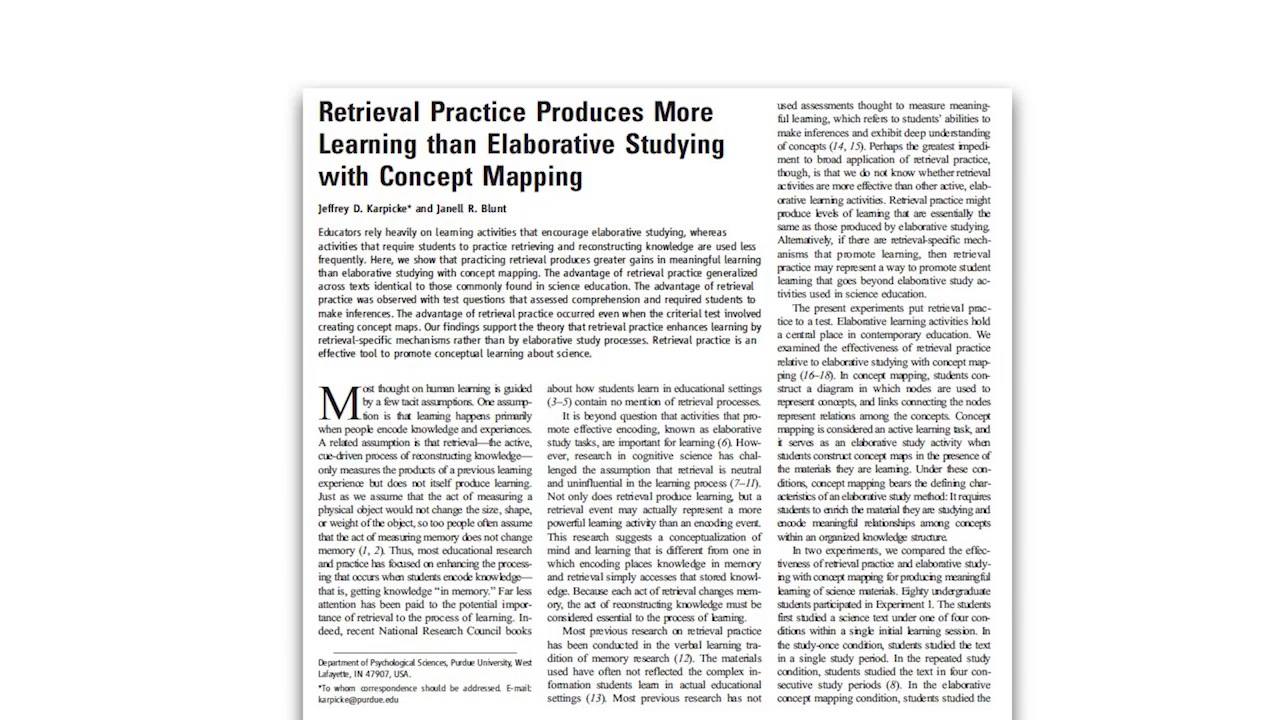 Retrieval Practice Produces More
Learning than Elaborative Studying
with Concept Mapping
Jeffrey D. Karpicke* and Janell R. Blunt
Educators rely heavily on learning activities that encourage elaborative studying, whereas
activities that require students to practice retrieving and reconstructing knowledge are used less
frequently. Here, we show that practicing retrieval produces greater gains in meaningful learning
than elaborative studying with concept mapping. The advantage of retrieval practice generalized
across texts identical to those commonly found in science education. The advantage of retrieval
practice was observed with test questions that assessed comprehension and required students to
make inferences. The advantage of retrieval practice occurred even when the criterial test involved
creating concept maps. Our findings support the theory that retrieval practice enhances learning by
retrieval-specific mechanisms rather than by elaborative study processes. Retrieval practice is an
effective tool to promote conceptual learning about science.
Most thought on human learning is guided
by a few tacit assumptions. One assump-
tion is that learning happens primarily
when people encode knowledge and experiences.
A related assumption is that retrieval—the active,
cue-driven process of reconstructing knowledge—
only measures the products of a previous learning
experience but does not itself produce learning.
Just as we assume that the act of measuring a
physical object would not change the size, shape,
or weight of the object, so too people often assume
that the act of measuring memory does not change
memory (1, 2). Thus, most educational research
and practice has focused on enhancing the process-
ing that occurs when students encode knowledge—
that is, getting knowledge “in memory.” Far less
attention has been paid to the potential impor-
tance of retrieval to the process of learning. In-
deed, recent National Research Council books
Department of Psychological Sciences, Purdue University, West
Lafayette, IN 47907, USA.
*To whom correspondence should be addressed. E-mail:
karpicke@purdue.edu
about how students learn in educational settings
(3–5) contain no mention of retrieval processes.
It is beyond question that activities that pro-
mote effective encoding, known as elaborative
study tasks, are important for learning (6). How-
ever, research in cognitive science has chal-
lenged the assumption that retrieval is neutral
and uninfluential in the learning process (7–11).
Not only does retrieval produce learning, but a
retrieval event may actually represent a more
powerful learning activity than an encoding event.
This research suggests a conceptualization of
mind and learning that is different from one in
which encoding places knowledge in memory
and retrieval simply accesses that stored knowl-
edge. Because each act of retrieval changes mem-
ory, the act of reconstructing knowledge must be
considered essential to the process of learning.
Most previous research on retrieval practice
has been conducted in the verbal learning tra-
dition of memory research (12). The materials
used have often not reflected the complex in-
formation students learn in actual educational
settings (13). Most previous research has not
used assessments thought to measure meaning-
ful learning, which refers to students’ abilities to
make inferences and exhibit deep understanding
of concepts (14, 15). Perhaps the greatest impedi-
ment to broad application of retrieval practice,
though, is that we do not know whether retrieval
activities are more effective than other active, elab-
orative learning activities. Retrieval practice might
produce levels of learning that are essentially the
same as those produced by elaborative studying.
Alternatively, if there are retrieval-specific mech-
anisms that promote learning, then retrieval
practice may represent a way to promote student
learning that goes beyond elaborative study ac-
tivities used in science education.
The present experiments put retrieval prac-
tice to a test. Elaborative learning activities hold
a central place in contemporary education. We
examined the effectiveness of retrieval practice
relative to elaborative studying with concept map-
ping (16–18). In concept mapping, students con-
struct a diagram in which nodes are used to
represent concepts, and links connecting the nodes
represent relations among the concepts. Concept
mapping is considered an active learning task, and
it serves as an elaborative study activity when
students construct concept maps in the presence of
the materials they are learning. Under these con-
ditions, concept mapping bears the defining char-
acteristics of an elaborative study method: It requires
students to enrich the material they are studying and
encode meaningful relationships among concepts
within an organized knowledge structure.
In two experiments, we compared the effec-
tiveness of retrieval practice and elaborative study-
ing with concept mapping for producing meaningful
learning of science materials. Eighty undergraduate
students participated in Experiment 1. The students
first studied a science text under one of four con-
ditions within a single initial learning session. In
the study-once condition, students studied the text
in a single study period. In the repeated study
condition, students studied the text in four con-
secutive study periods (8). In the elaborative
concept mapping condition, students studied the